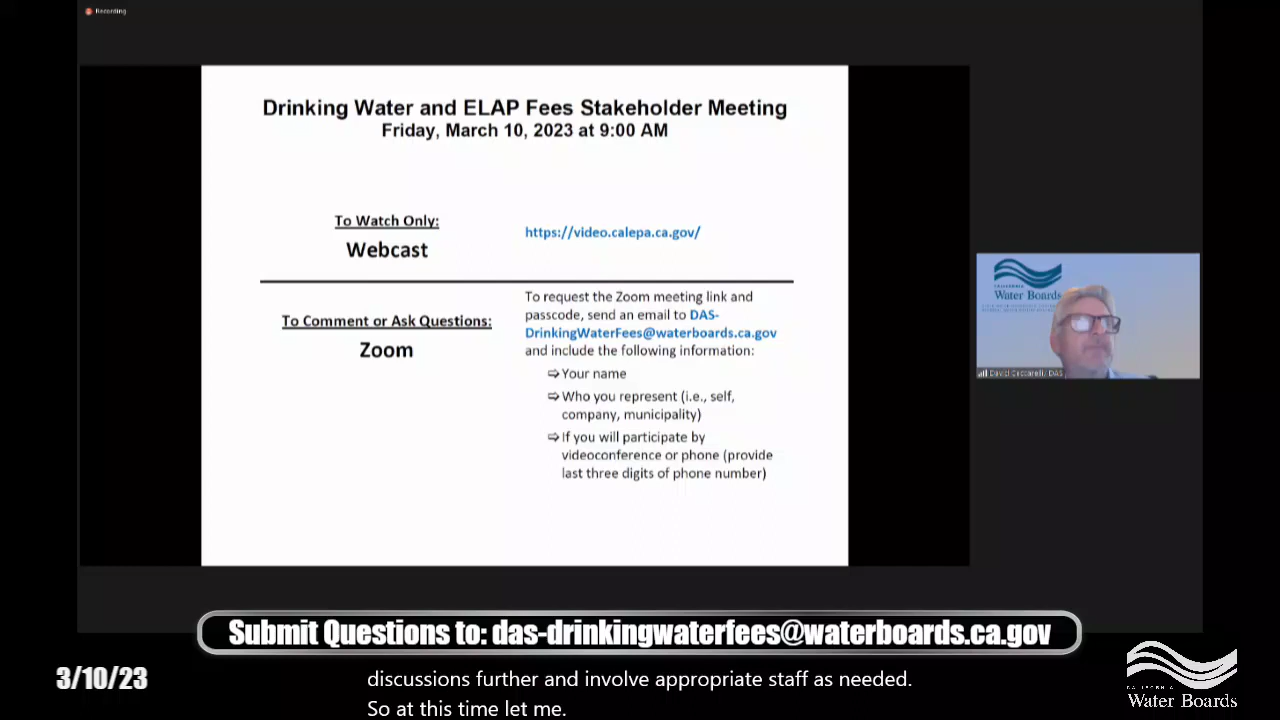 Recording
Drinking Water and ELAP Fees Stakeholder Meeting
Friday, March 10, 2023 at 9:00 AM
To Watch Only:
Webcast
https://video.calepa.ca.gov/
To Comment or Ask Questions:
Zoom
To request the Zoom meeting link and
passcode, send an email to DAS-
DrinkingWaterFees@waterboards.ca.gov
and include the following information:
⇨ Your name
⇨ Who you represent (i.e., self,
company, municipality)
⇨ If you will participate by
videoconference or phone (provide
last three digits of phone number)
CALIFORNIA
Water Boards
David Ceccarelli, DAS
Submit Questions to: das-drinkingwaterfees@waterboards.ca.gov
3/10/23
discussions further and involve appropriate staff as needed.
So at this time let me.
CALIFORNIA
Water Boards